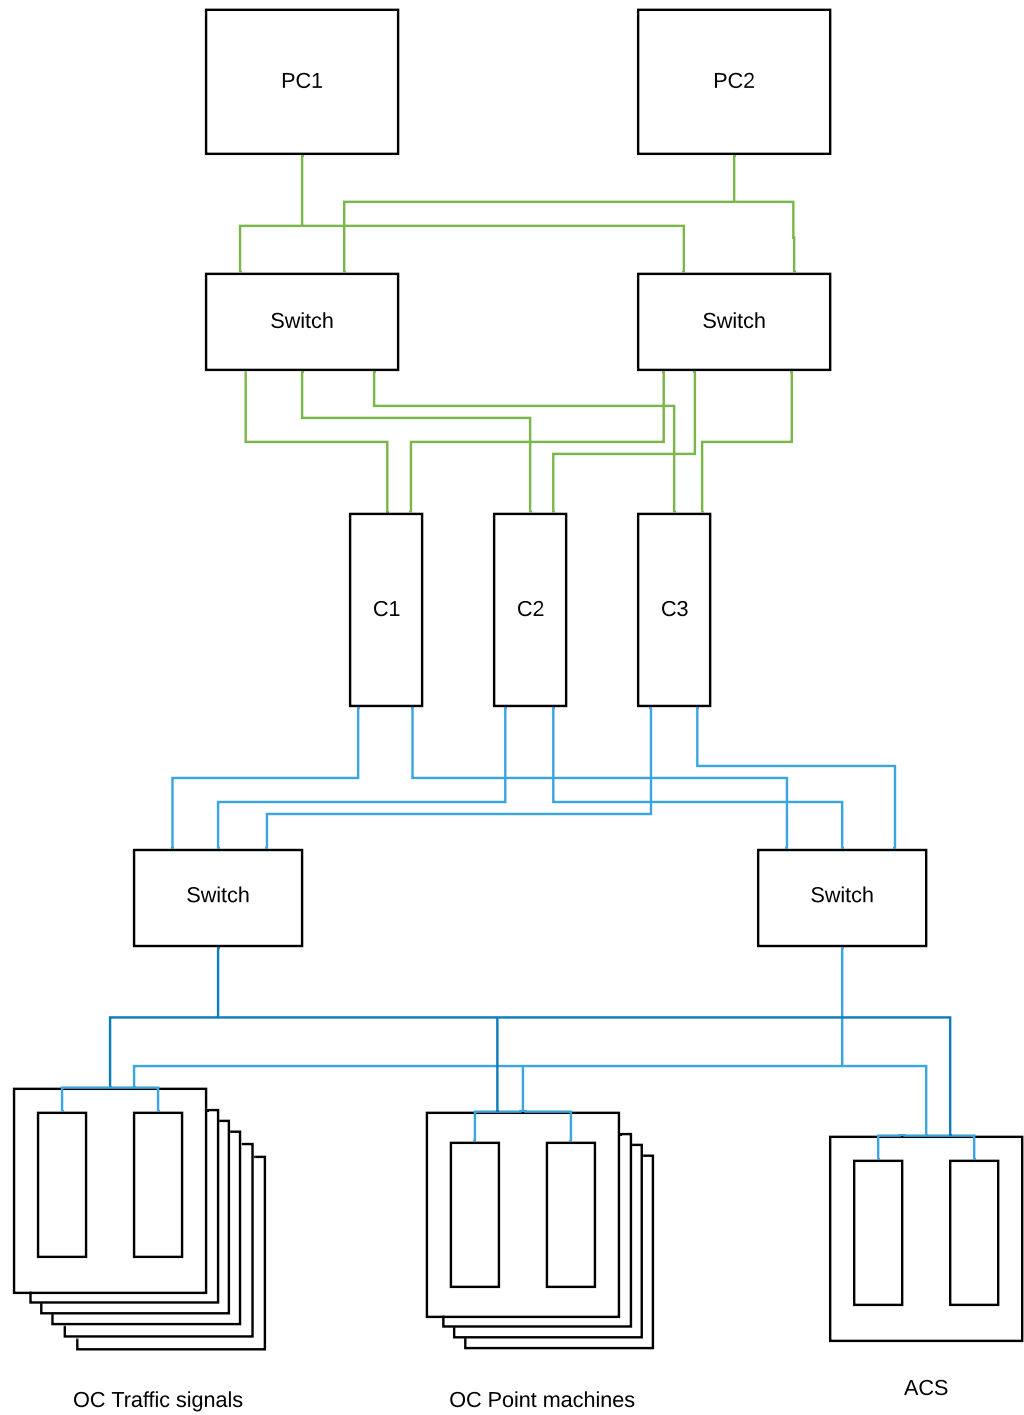 PC1
PC2
Switch
Switch
C1
C2
C3
Switch
Switch
OC Traffic signals
OC Point machines
ACS